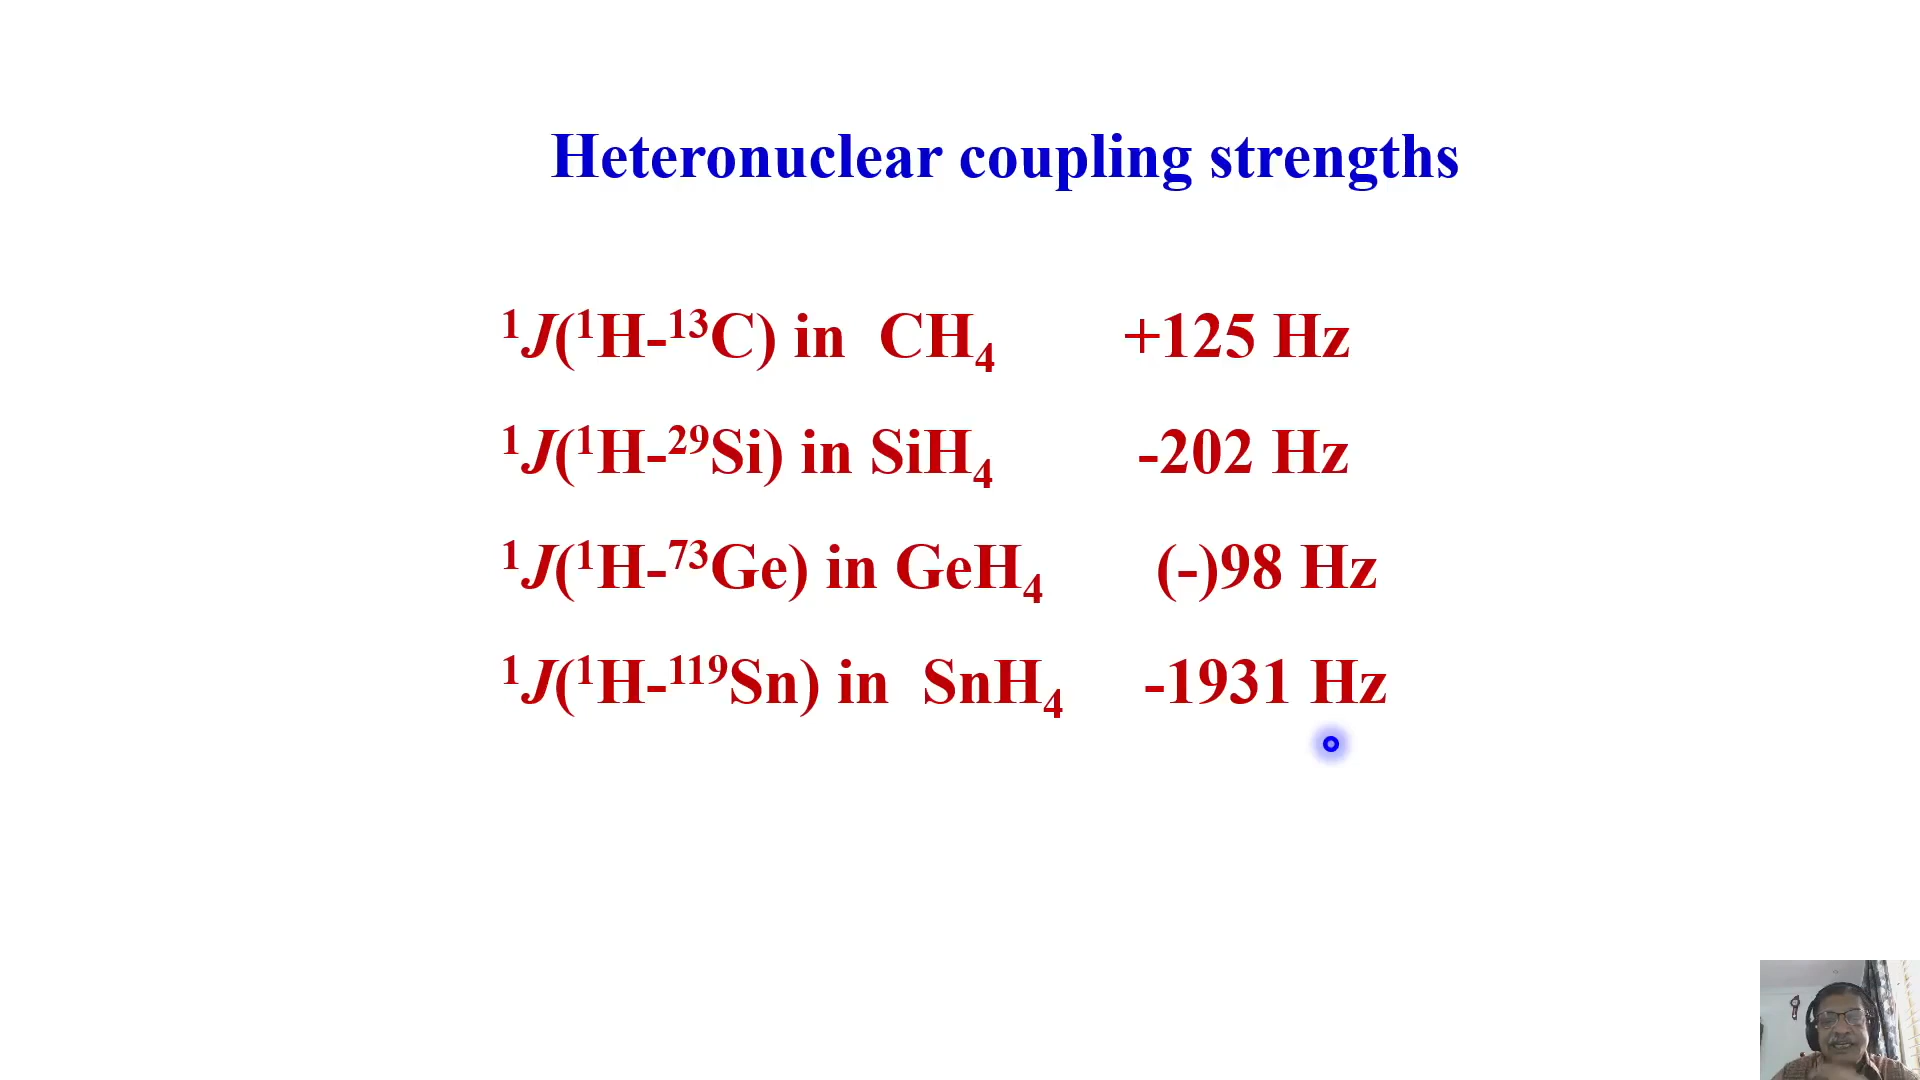 Heteronuclear coupling strengths
¹J(¹H-¹³C) in CH₄ +125 Hz
¹J(¹H-²⁹Si) in SiH₄ -202 Hz
¹J(¹H-⁷³Ge) in GeH₄ (-)98 Hz
¹J(¹H-¹¹⁹Sn) in SnH₄ -1931 Hz